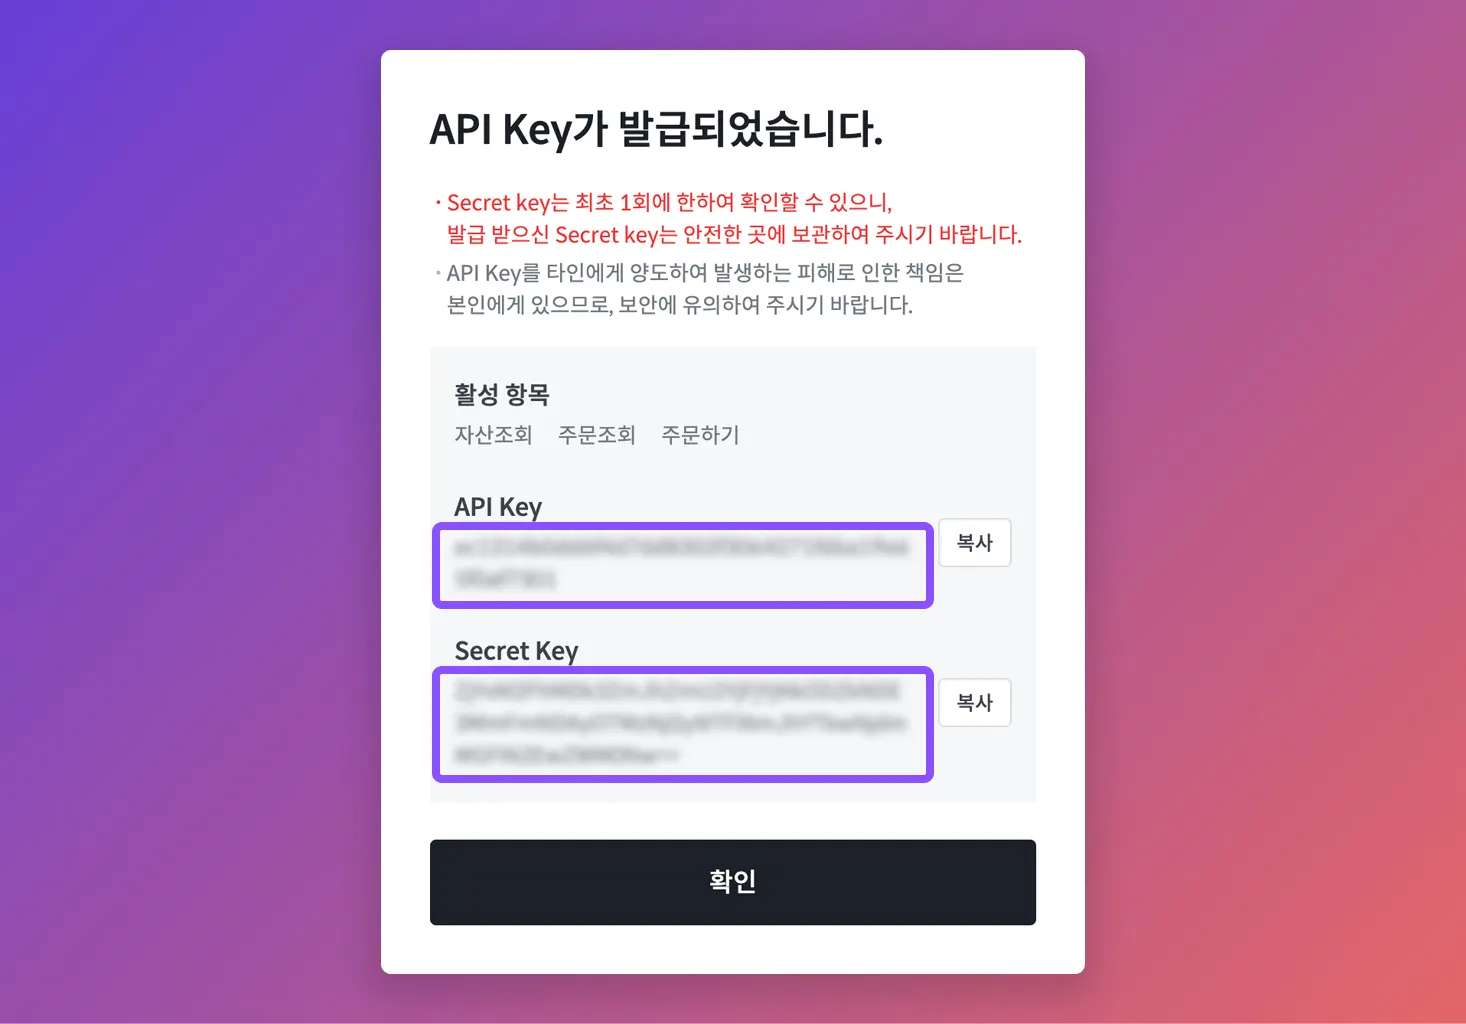 API Key가 발급되었습니다.
· Secret key는 최초 1회에 한하여 확인할 수 있으니,
발급 받으신 Secret key는 안전한 곳에 보관하여 주시기 바랍니다.
· API Key를 타인에게 양도하여 발생하는 피해로 인한 책임은
본인에게 있으므로, 보안에 유의하여 주시기 바랍니다.
활성 항목
자산조회 주문조회 주문하기
API Key
복사
Secret Key
복사
확인